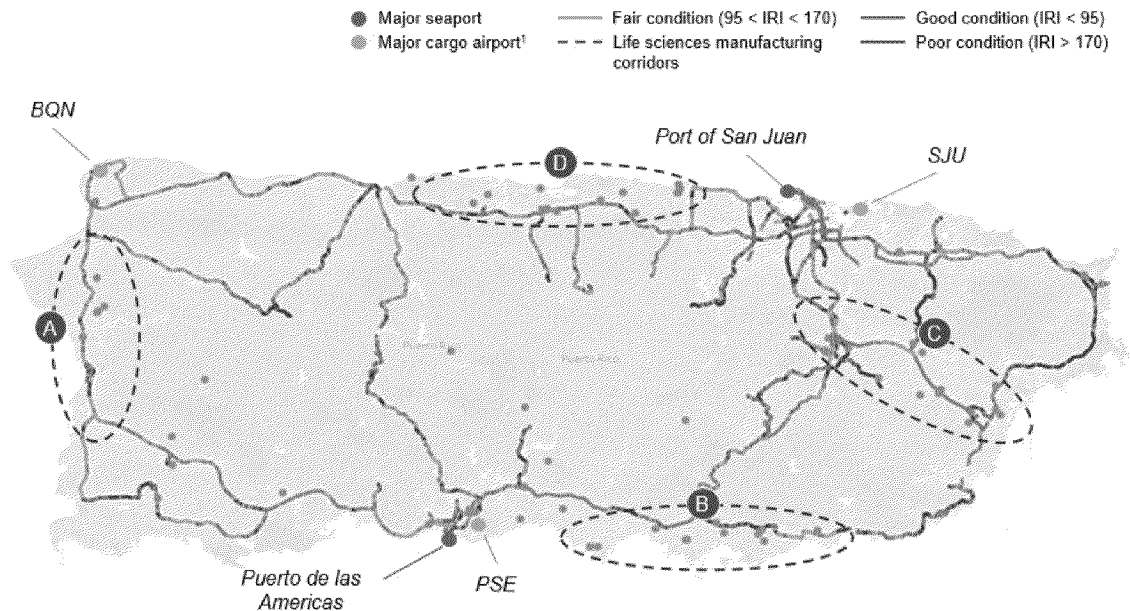 Major seaport
Fair condition (95 < IRI < 170)
Good condition (IRI < 95)
Major cargo airport¹
Life sciences manufacturing
corridors
Poor condition (IRI > 170)
BQN
Port of San Juan
SJU
D
A
C
B
Puerto de las
Americas
PSE